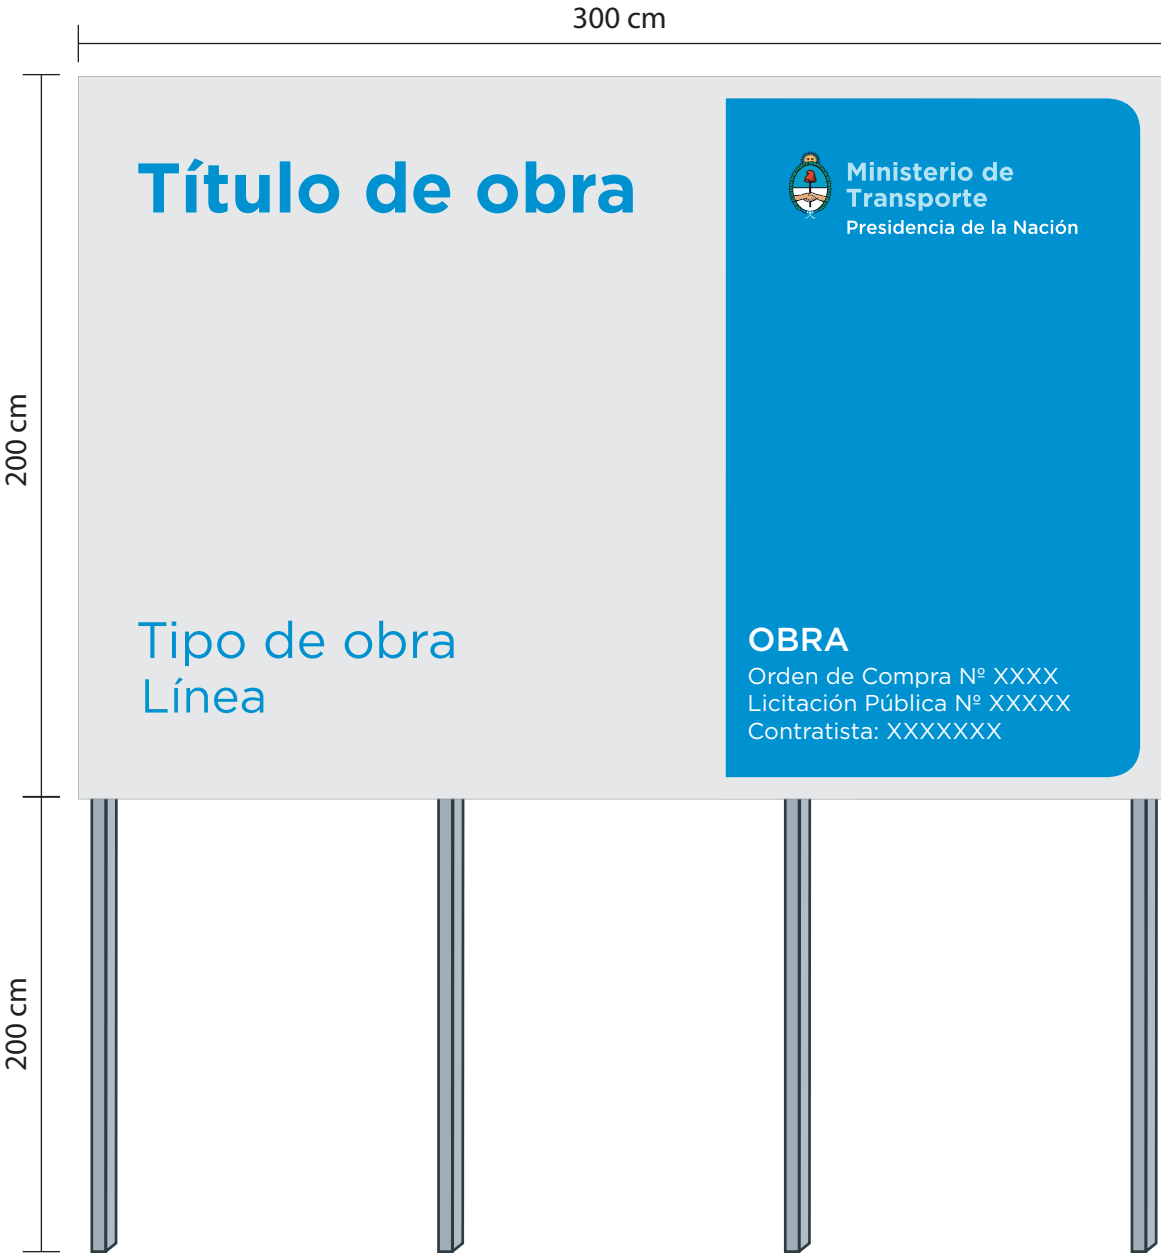 300 cm
200 cm
Título de obra
Ministerio de
Transporte
Presidencia de la Nación
Tipo de obra
Línea
OBRA
Orden de Compra Nº XXXX
Licitación Pública Nº XXXXX
Contratista: XXXXXXX
200 cm